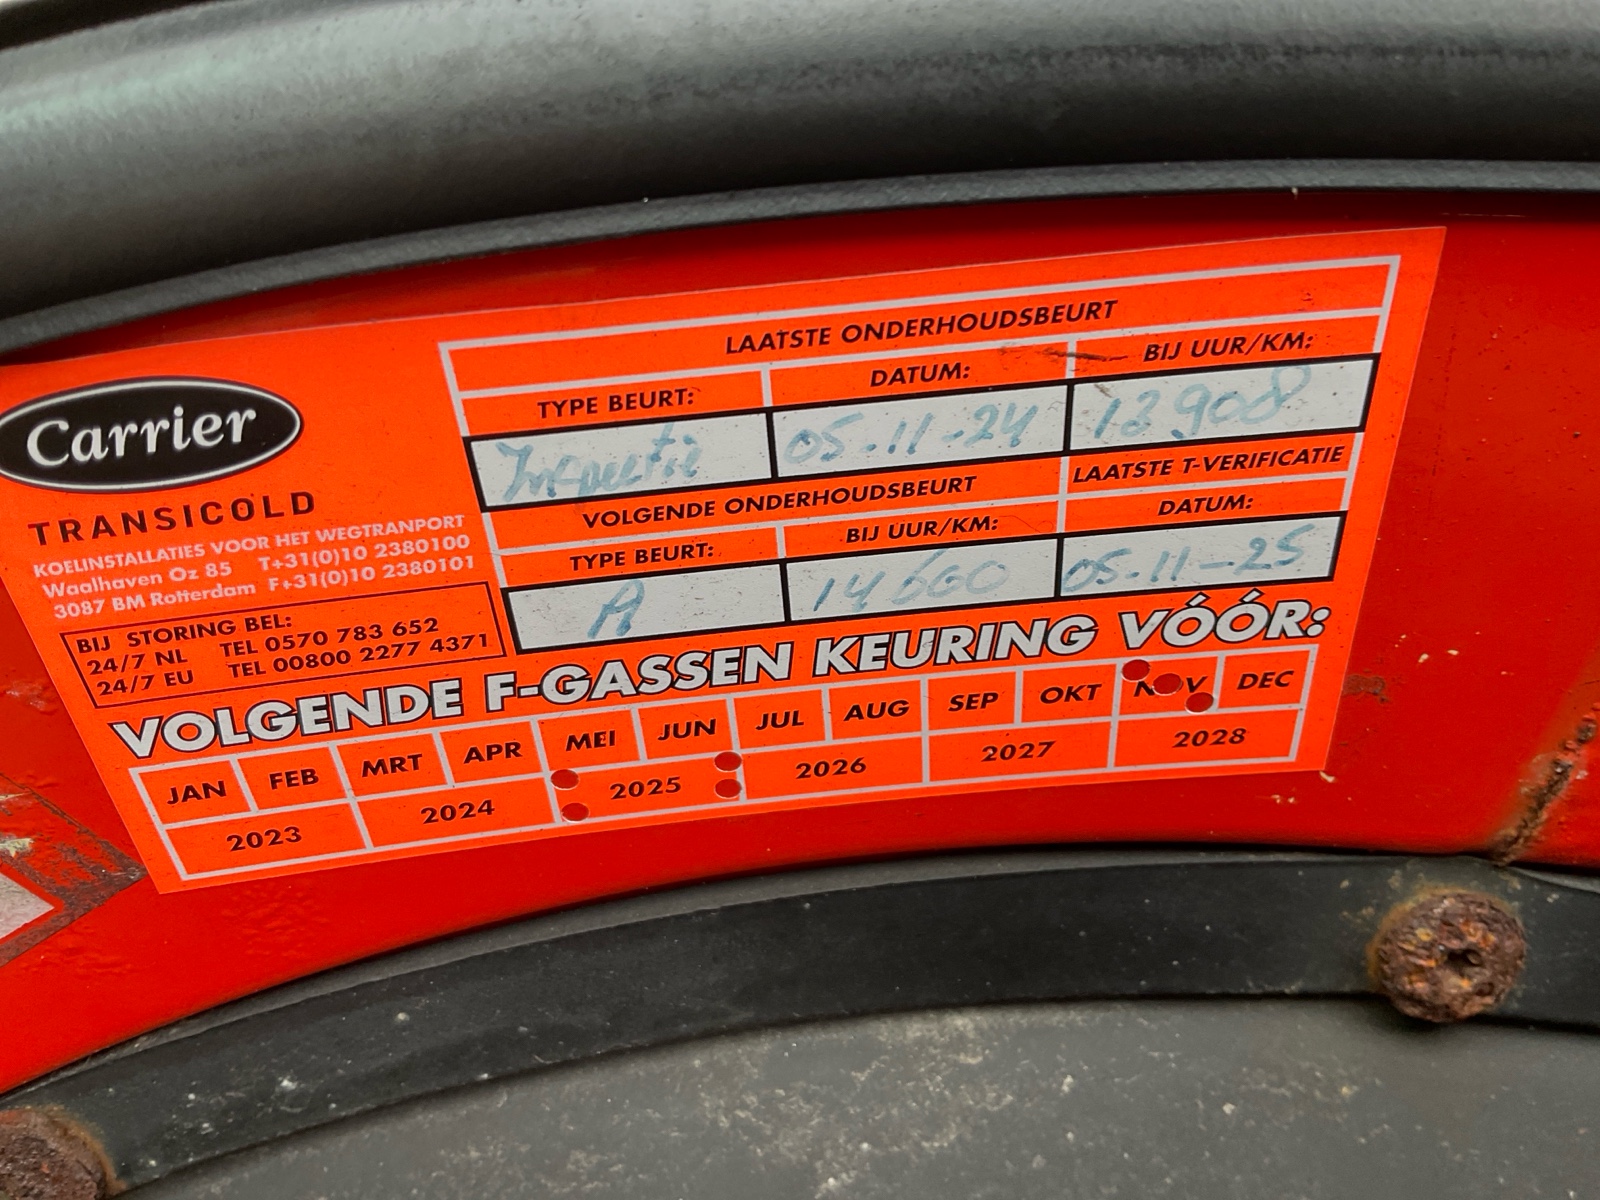 Carrier
TRANSICOLD
KOELINSTALLATIES VOOR HET WEGTRANPORT
Waalhaven Oz 85 T+31(0)10 2380100
3087 BM Rotterdam F+31(0)10 2380101
BIJ STORING BEL:
24/7 NL TEL 0570 783 652
24/7 EU TEL 00800 2277 4371
LAATSTE ONDERHOUDSBEURT
TYPE BEURT: DATUM: BIJ UUR/KM:
Inspectie 05-11-24 13908
VOLGENDE ONDERHOUDSBEURT LAATSTE T-VERIFICATIE
TYPE BEURT: BIJ UUR/KM: DATUM:
A 14600 05-11-25
VOLGENDE F-GASSEN KEURING VÓÓR:
JAN FEB MRT APR MEI JUN JUL AUG SEP OKT NOV DEC
2023 2024 2025 2026 2027 2028